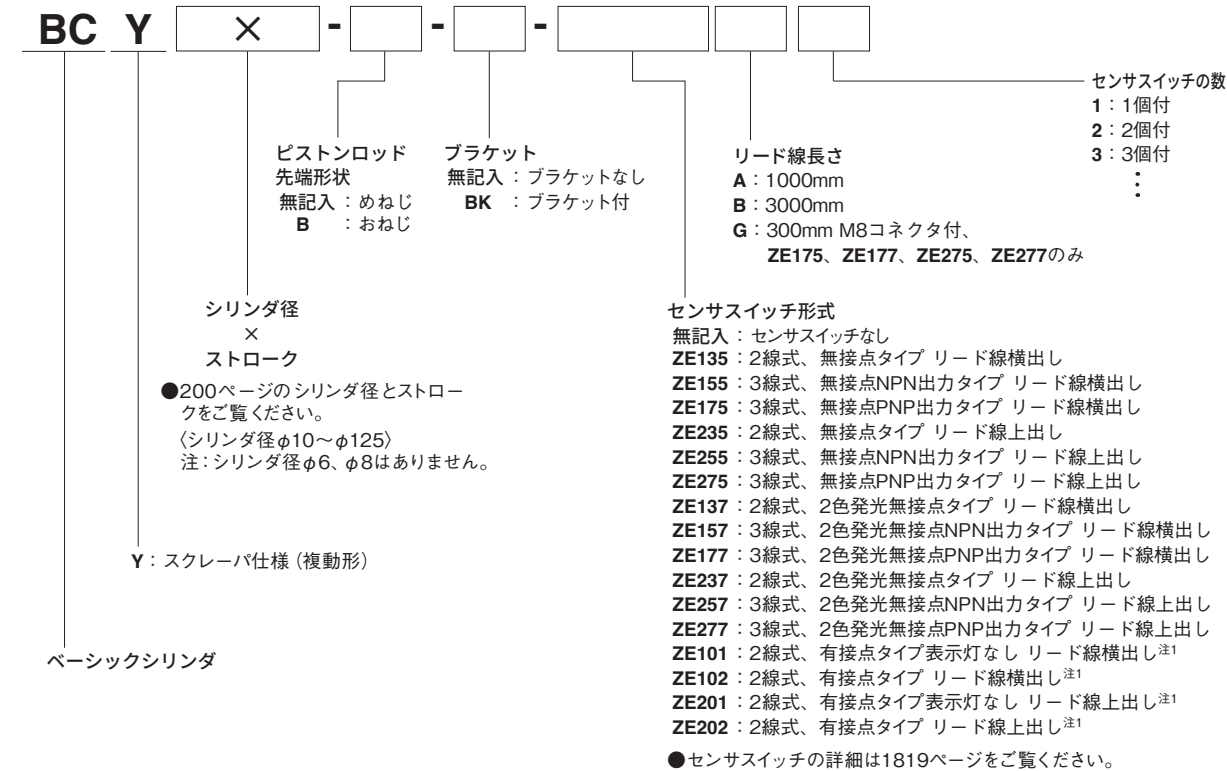 BC Y × - - -
センサスイッチの数
1：1個付
2：2個付
3：3個付
⋮
ピストンロッド
先端形状
無記入：めねじ
B：おねじ
ブラケット
無記入：ブラケットなし
BK：ブラケット付
リード線長さ
A：1000mm
B：3000mm
G：300mm M8コネクタ付、
ZE175、ZE177、ZE275、ZE277のみ
シリンダ径
×
ストローク
●200ページのシリンダ径とストロー
クをご覧ください。
〈シリンダ径φ10～φ125〉
注：シリンダ径φ6、φ8はありません。
センサスイッチ形式
無記入：センサスイッチなし
ZE135：2線式、無接点タイプ リード線横出し
ZE155：3線式、無接点NPN出力タイプ リード線横出し
ZE175：3線式、無接点PNP出力タイプ リード線横出し
ZE235：2線式、無接点タイプ リード線上出し
ZE255：3線式、無接点NPN出力タイプ リード線上出し
ZE275：3線式、無接点PNP出力タイプ リード線上出し
ZE137：2線式、2色発光無接点タイプ リード線横出し
ZE157：3線式、2色発光無接点NPN出力タイプ リード線横出し
ZE177：3線式、2色発光無接点PNP出力タイプ リード線横出し
ZE237：2線式、2色発光無接点タイプ リード線上出し
ZE257：3線式、2色発光無接点NPN出力タイプ リード線上出し
ZE277：3線式、2色発光無接点PNP出力タイプ リード線上出し
ZE101：2線式、有接点タイプ表示灯なし リード線横出し注1
ZE102：2線式、有接点タイプ リード線横出し注1
ZE201：2線式、有接点タイプ表示灯なし リード線上出し注1
ZE202：2線式、有接点タイプ リード線上出し注1
●センサスイッチの詳細は1819ページをご覧ください。
Y：スクレーパ仕様（複動形）
ベーシックシリンダ